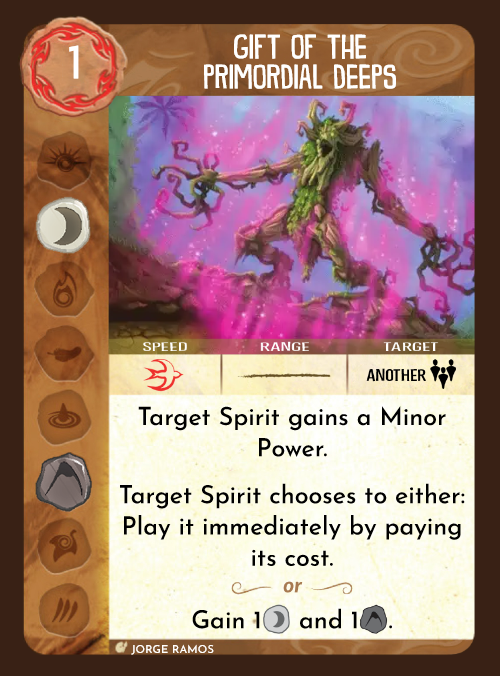 1
GIFT OF THE
PRIMORDIAL DEEPS
SPEED RANGE TARGET
ANOTHER
Target Spirit gains a Minor
Power.
Target Spirit chooses to either:
Play it immediately by paying
its cost.
or
Gain 1 and 1.
JORGE RAMOS